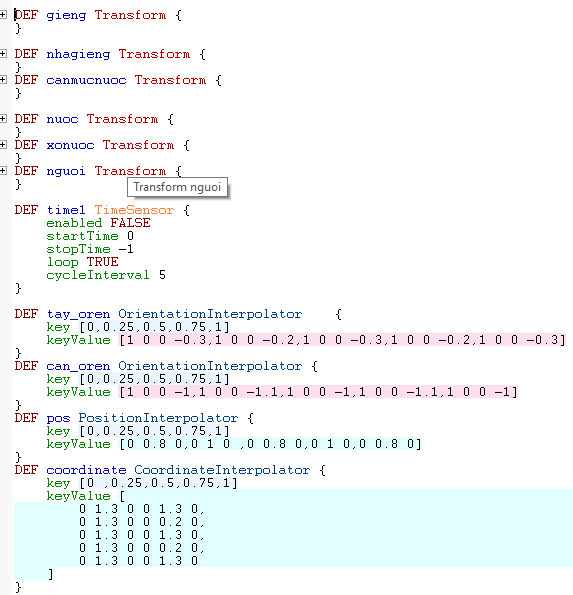 DEF gieng Transform {
}
DEF nhagieng Transform {
}
DEF canmucnuoc Transform {
}
DEF nuoc Transform {
}
DEF xonuoc Transform {
}
DEF nguoi Transform {
}
Transform nguoi
DEF time1 TimeSensor {
    enabled FALSE
    startTime 0
    stopTime -1
    loop TRUE
    cycleInterval 5
}
DEF tay_oren OrientationInterpolator    {
    key [0,0.25,0.5,0.75,1]
    keyValue [1 0 0 -0.3,1 0 0 -0.2,1 0 0 -0.3,1 0 0 -0.2,1 0 0 -0.3]
}
DEF can_oren OrientationInterpolator {
    key [0,0.25,0.5,0.75,1]
    keyValue [1 0 0 -1,1 0 0 -1.1,1 0 0 -1,1 0 0 -1.1,1 0 0 -1]
}
DEF pos PositionInterpolator {
    key [0,0.25,0.5,0.75,1]
    keyValue [0 0.8 0,0 1 0 ,0 0.8 0,0 1 0,0 0.8 0]
}
DEF coordinate CoordinateInterpolator {
    key [0 ,0.25,0.5,0.75,1]
    keyValue [
        0 1.3 0 0 1.3 0,
        0 1.3 0 0 0.2 0,
        0 1.3 0 0 1.3 0,
        0 1.3 0 0 0.2 0,
        0 1.3 0 0 1.3 0
    ]
}